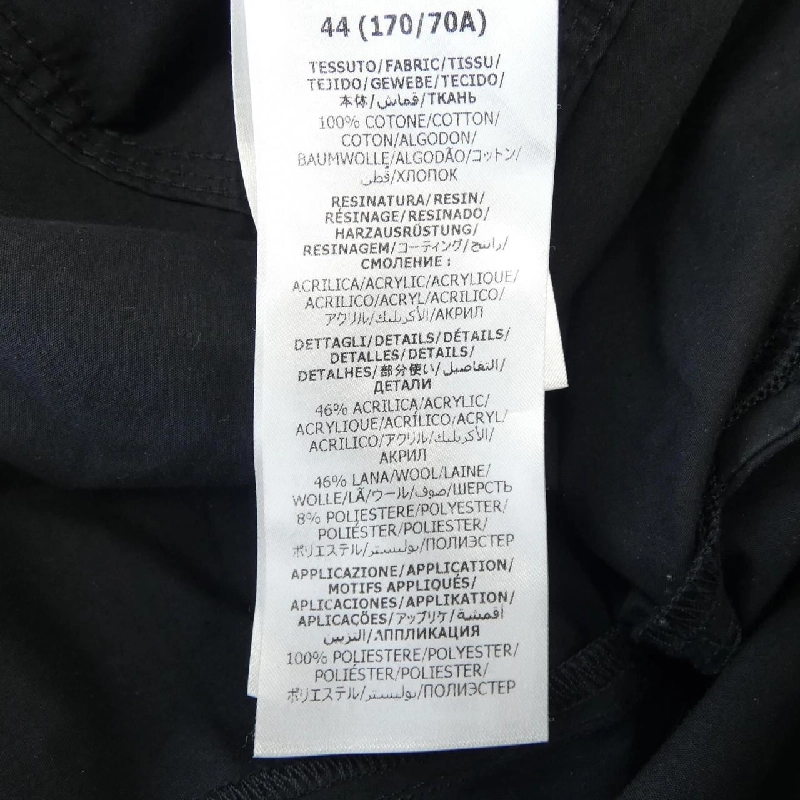 44 (170/70A)
TESSUTO/FABRIC/TISSU/
TEJIDO/GEWEBE/TECIDO/
本体/قماش/ТКАНЬ
100% COTONE/COTTON/
COTON/ALGODON/
BAUMWOLLE/ALGODÃO/コットン/
قطن/ХЛОПОК
RESINATURA/RESIN/
RÉSINAGE/RESINADO/
HARZAUSRÜSTUNG/
RESINAGEM/コーティング/راتنج/
СМОЛЕНИЕ :
ACRILICA/ACRYLIC/ACRYLIQUE/
ACRILICO/ACRYL/ACRILICO/
アクリル/الأكريليك/АКРИЛ
DETTAGLI/DETAILS/DÉTAILS/
DETALLES/DETAILS/
DETALHES/部分使い/التفاصيل/
ДЕТАЛИ
46% ACRILICA/ACRYLIC/
ACRYLIQUE/ACRÍLICO/ACRYL/
ACRILICO/アクリル/الأكريليك/
АКРИЛ
46% LANA/WOOL/LAINE/
WOLLE/LÃ/ウール/صوف/ШЕРСТЬ
8% POLIESTERE/POLYESTER/
POLIÉSTER/POLIESTER/
ポリエステル/بوليستر/ПОЛИЭСТЕР
APPLICAZIONE/APPLICATION/
MOTIFS APPLIQUÉS/
APLICACIONES/APPLIKATION/
APLICAÇÕES/アップリケ/أقمشة/
التزيين/АППЛИКАЦИЯ
100% POLIESTERE/POLYESTER/
POLIÉSTER/POLIESTER/
ポリエステル/بوليستر/ПОЛИЭСТЕР